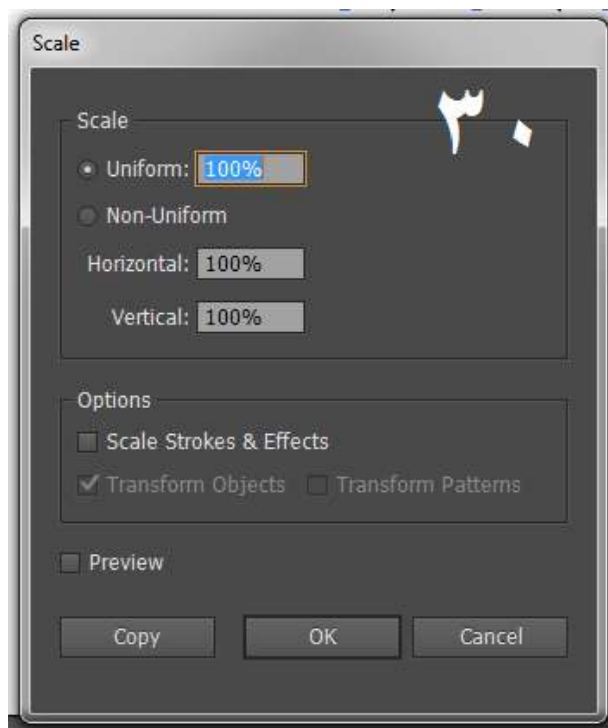 Scale
۳۰
Scale
Uniform: 100%
Non-Uniform
Horizontal: 100%
Vertical: 100%
Options
Scale Strokes & Effects
Transform Objects Transform Patterns
Preview
Copy OK Cancel